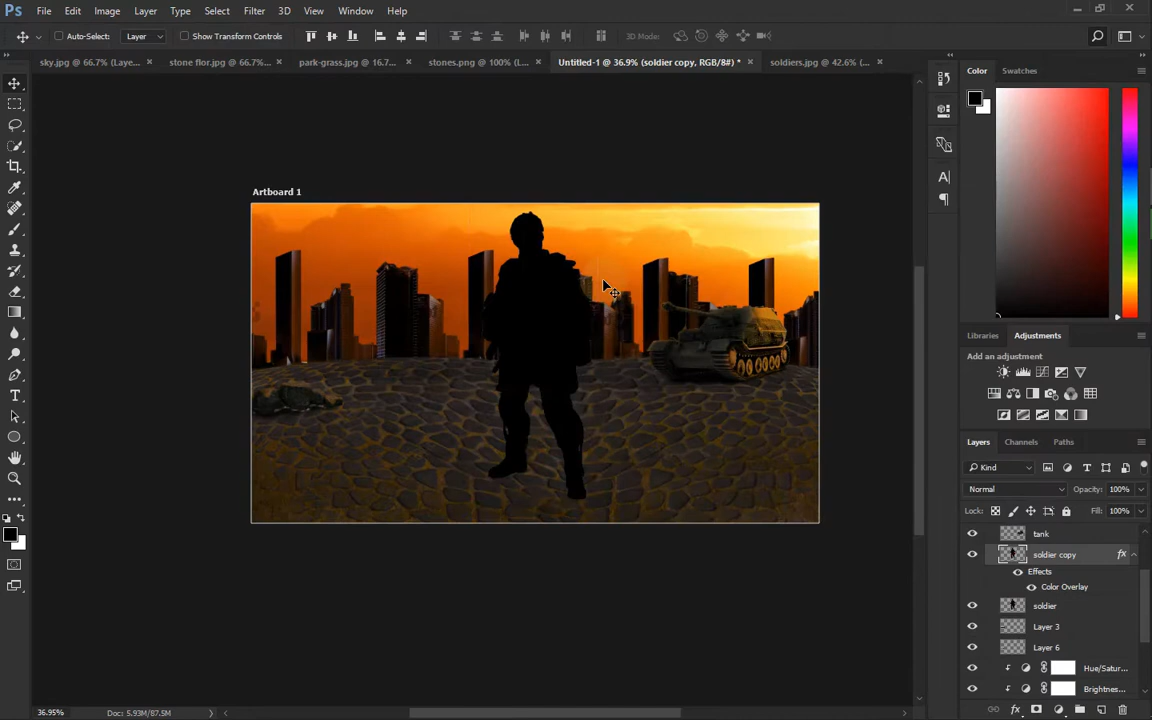 Ps File Edit Image Layer Type Select Filter 3D View Window Help
Auto-Select: Layer Show Transform Controls 3D Mode:
sky.jpg @ 66.7% (Laye... × stone flor.jpg @ 66.7%... × park-grass.jpg @ 16.7... × stones.png @ 100% (L... × Untitled-1 @ 36.9% (soldier copy, RGB/8#) * × soldiers.jpg @ 42.6% (... ×
Color Swatches
Artboard 1
Libraries Adjustments
Add an adjustment
Layers Channels Paths
Kind
Normal Opacity: 100%
Lock: Fill: 100%
tank
soldier copy fx
Effects
Color Overlay
soldier
Layer 3
Layer 6
Hue/Satur...
Brightnes...
36.95% Doc: 5.93M/87.5M